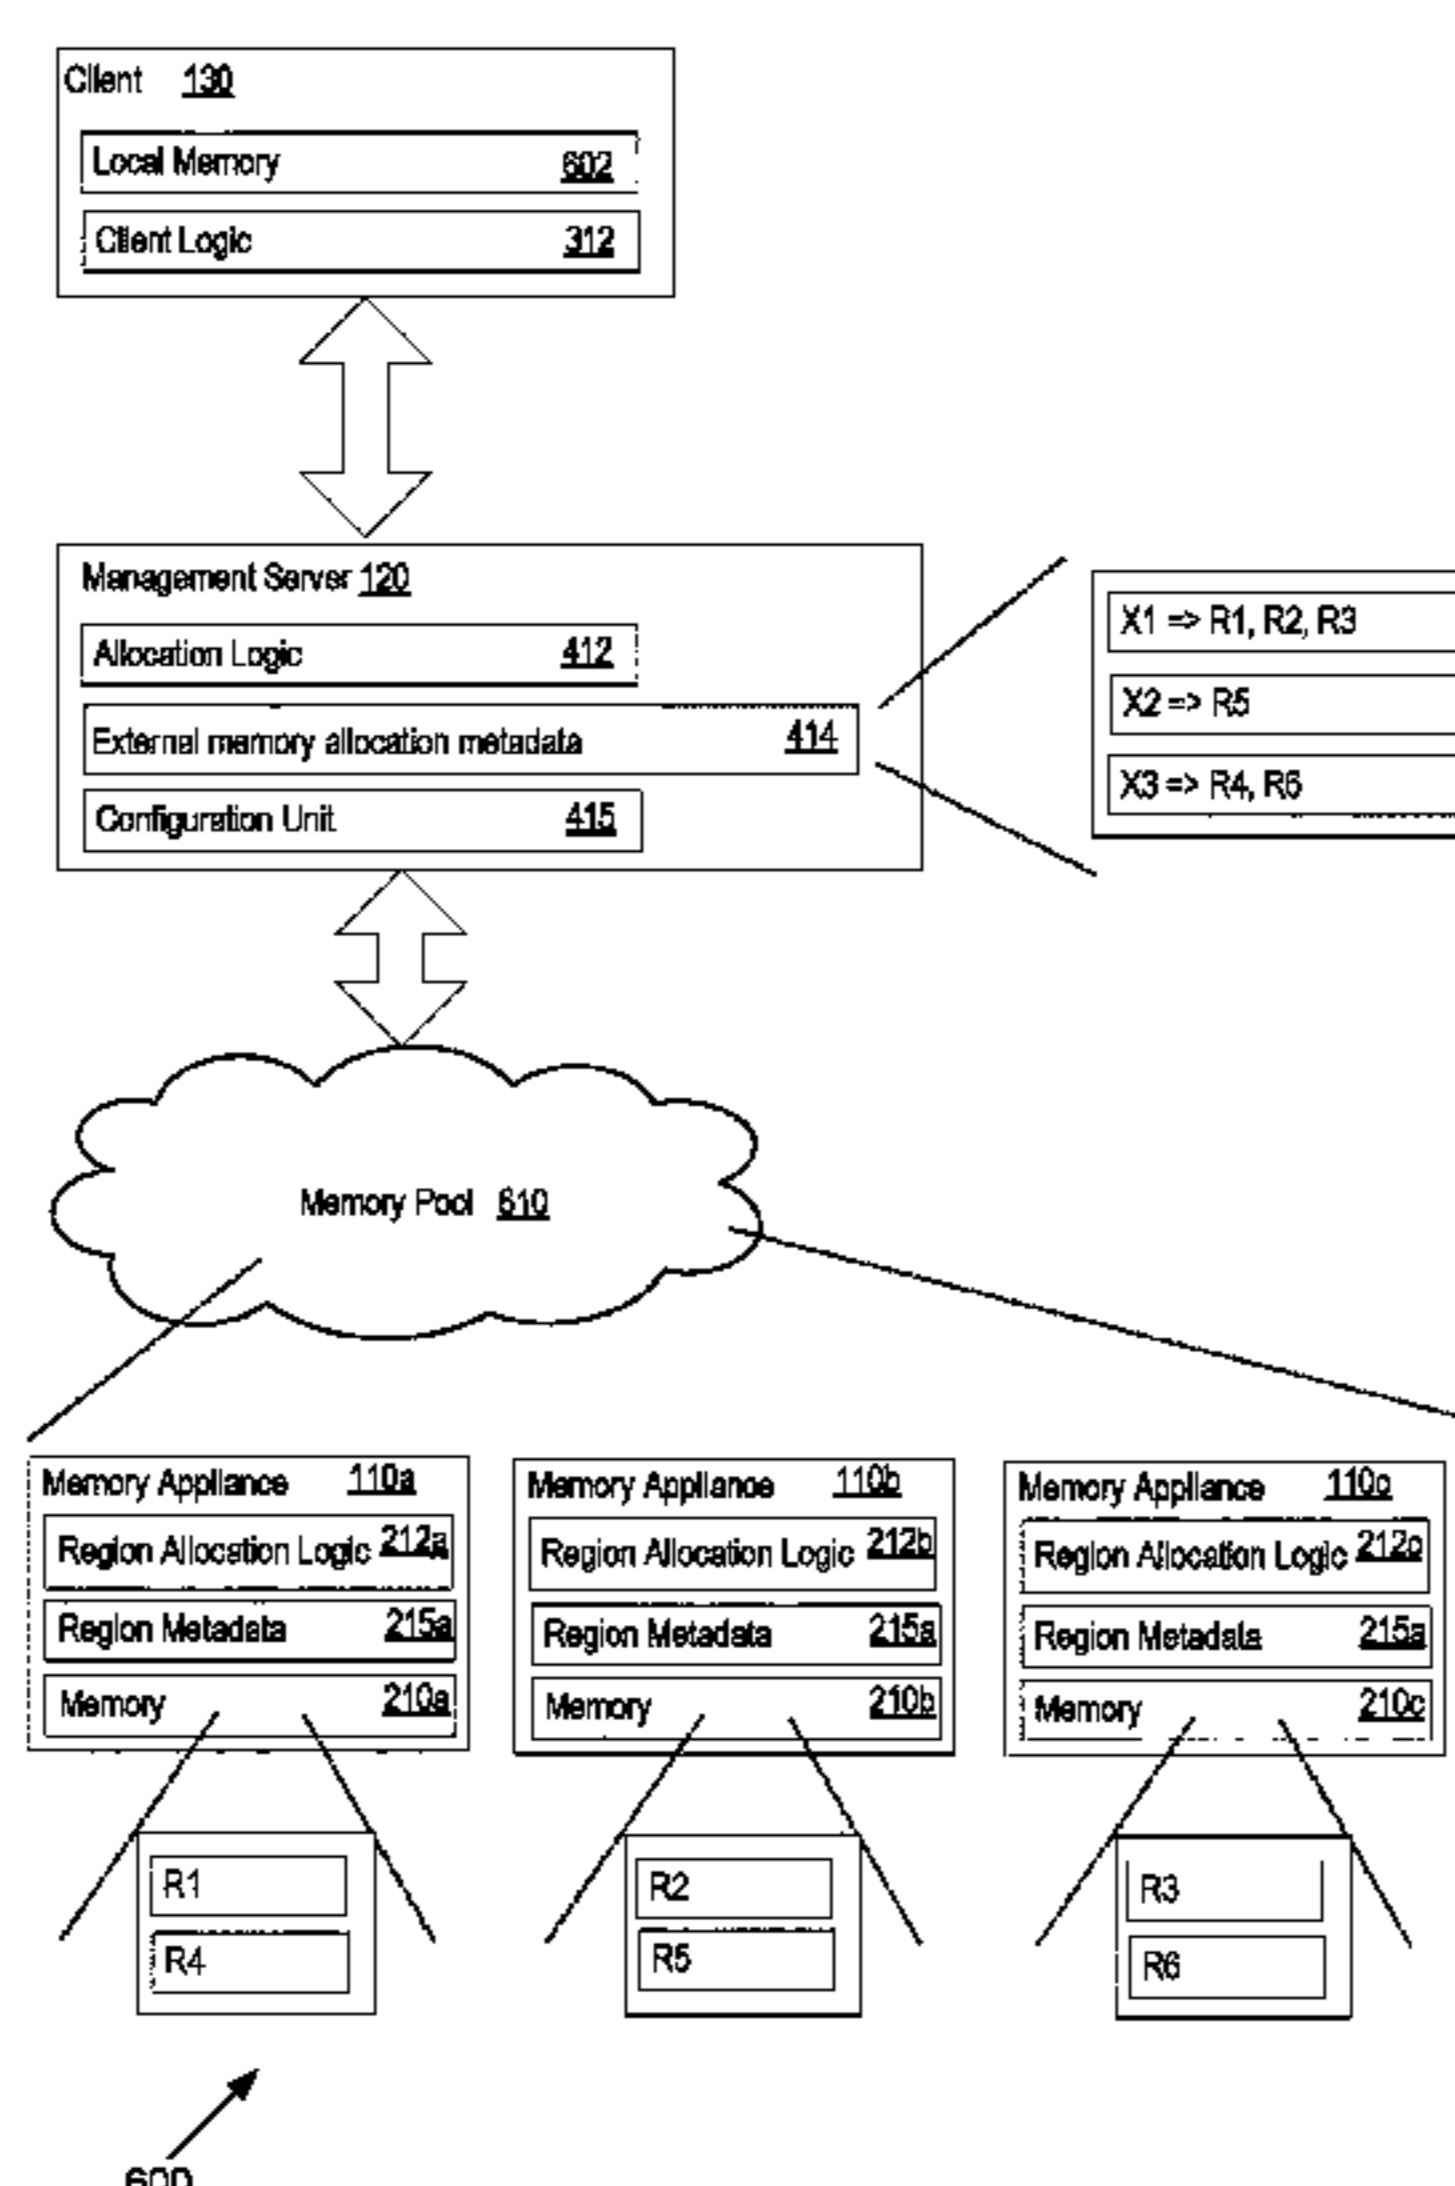 Client 130
Local Memory 602
Client Logic 312
Management Server 120
Allocation Logic 412
External memory allocation metadata 414
Configuration Unit 415
X1 => R1, R2, R3
X2 => R5
X3 => R4, R6
Memory Pool 610
Memory Appliance 110a
Region Allocation Logic 212a
Region Metadata 215a
Memory 210a
R1
R4
Memory Appliance 110b
Region Allocation Logic 212b
Region Metadata 215a
Memory 210b
R2
R5
Memory Appliance 110c
Region Allocation Logic 212c
Region Metadata 215a
Memory 210c
R3
R6
600